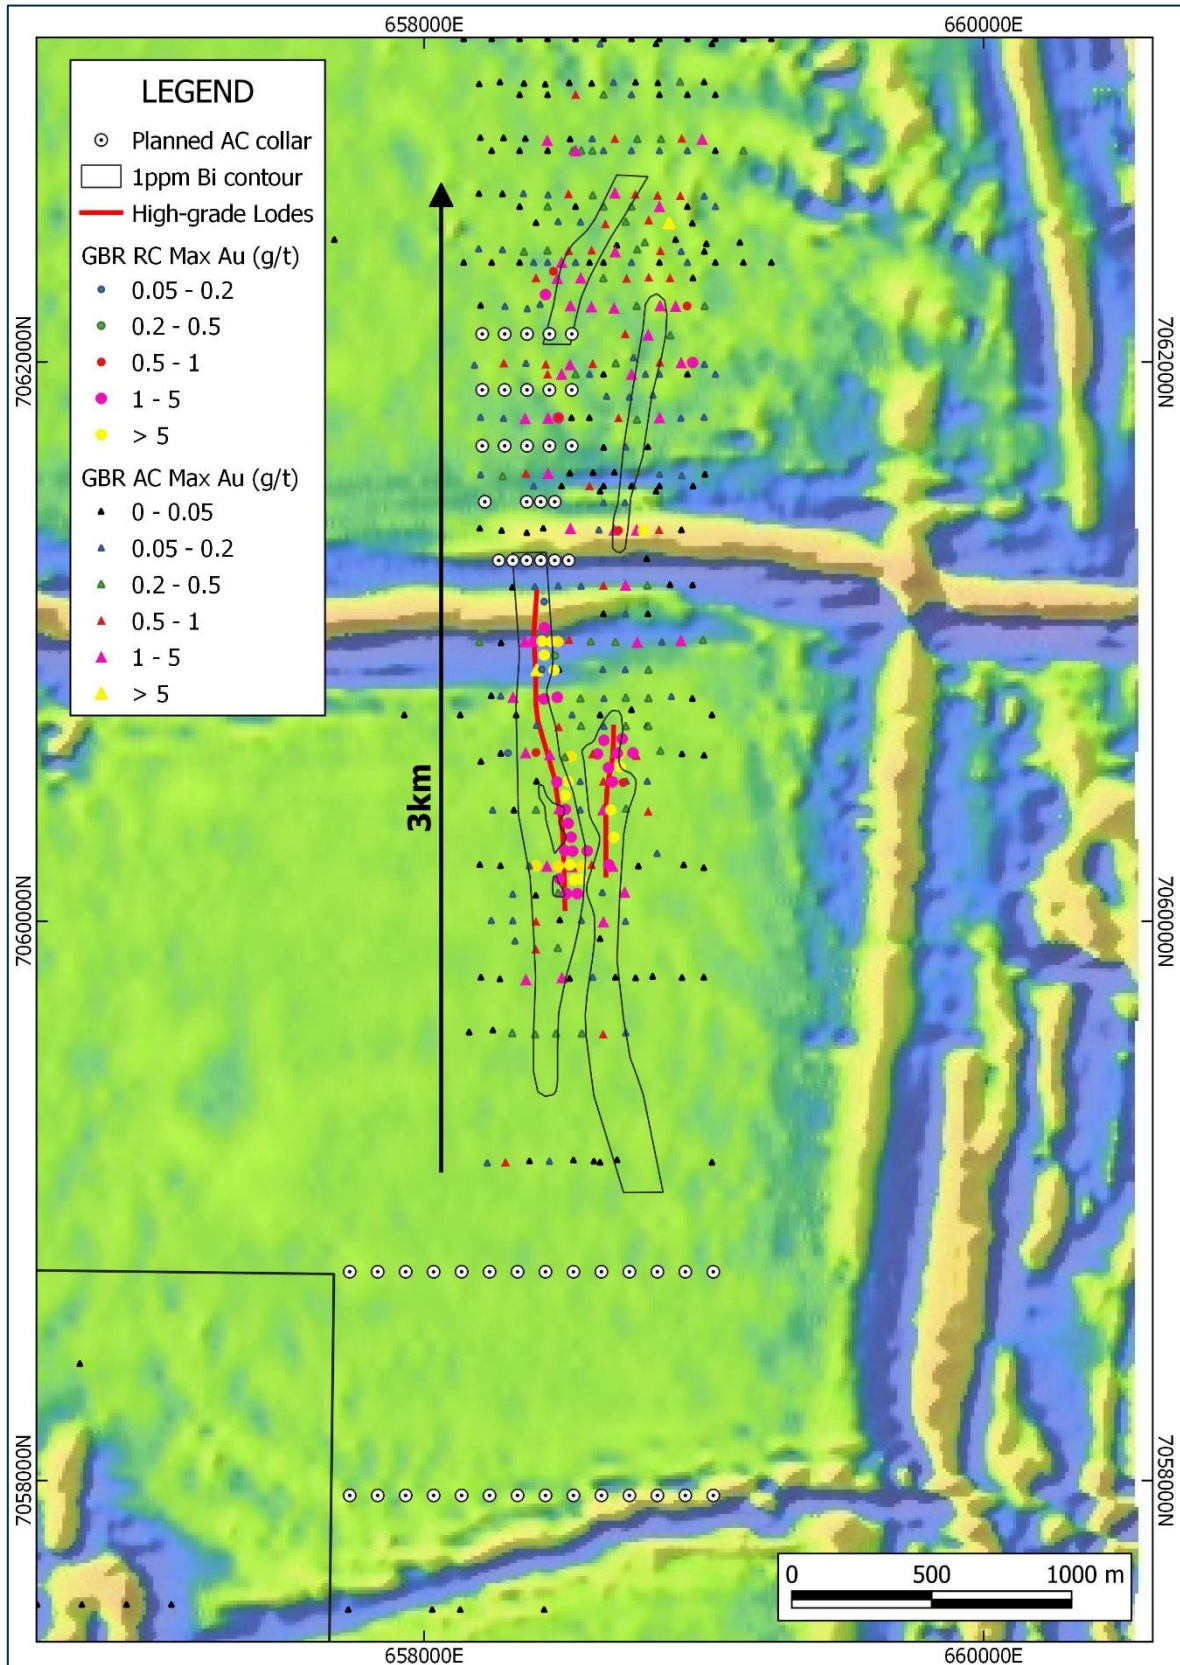 658000E
660000E
LEGEND
Planned AC collar
1ppm Bi contour
High-grade Lodes
GBR RC Max Au (g/t)
0.05 - 0.2
0.2 - 0.5
0.5 - 1
1 - 5
> 5
GBR AC Max Au (g/t)
0 - 0.05
0.05 - 0.2
0.2 - 0.5
0.5 - 1
1 - 5
> 5
7062000N
7062000N
3km
7060000N
7060000N
7058000N
7058000N
0 500 1000 m
658000E
660000E